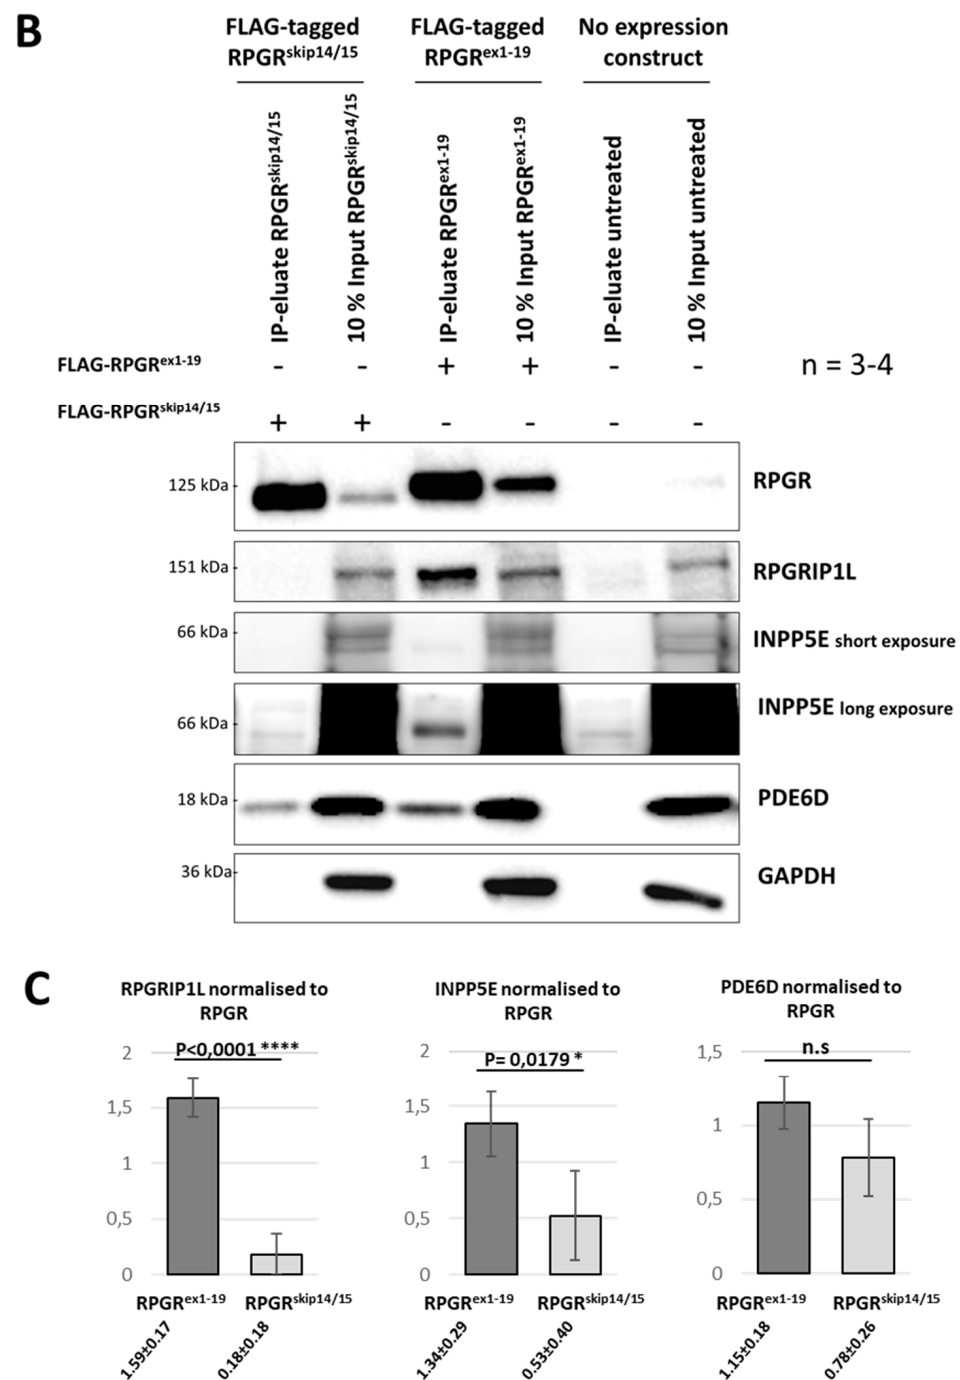 B
FLAG-tagged
RPGRskip14/15
FLAG-tagged
RPGRex1-19
No expression
construct
IP-eluate RPGRskip14/15
10 % Input RPGRskip14/15
IP-eluate RPGRex1-19
10 % Input RPGRex1-19
IP-eluate untreated
10 % Input untreated
FLAG-RPGRex1-19 - - + + - - n = 3-4
FLAG-RPGRskip14/15 + + - - - -
125 kDa RPGR
151 kDa RPGRIP1L
66 kDa INPP5E short exposure
66 kDa INPP5E long exposure
18 kDa PDE6D
36 kDa GAPDH
C
RPGRIP1L normalised to
RPGR
P<0,0001 ****
2
1,5
1
0,5
0
RPGRex1-19 RPGRskip14/15
1.59±0.17 0.18±0.18
INPP5E normalised to
RPGR
P= 0,0179 *
2
1,5
1
0,5
0
RPGRex1-19 RPGRskip14/15
1.34±0.29 0.53±0.40
PDE6D normalised to
RPGR
n.s
1,5
1
0,5
0
RPGRex1-19 RPGRskip14/15
1.15±0.18 0.78±0.26